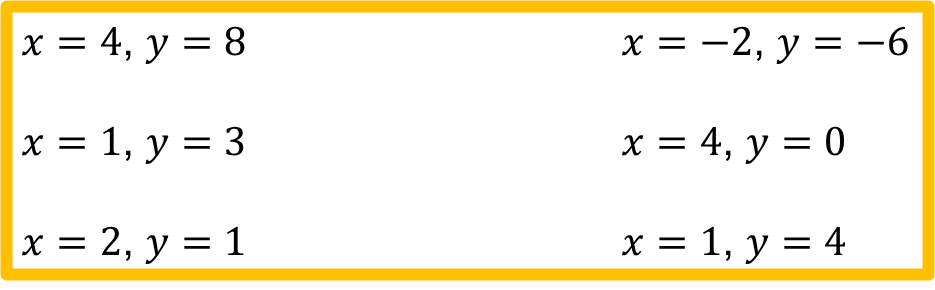 x = 4, y = 8
x = −2, y = −6
x = 1, y = 3
x = 4, y = 0
x = 2, y = 1
x = 1, y = 4